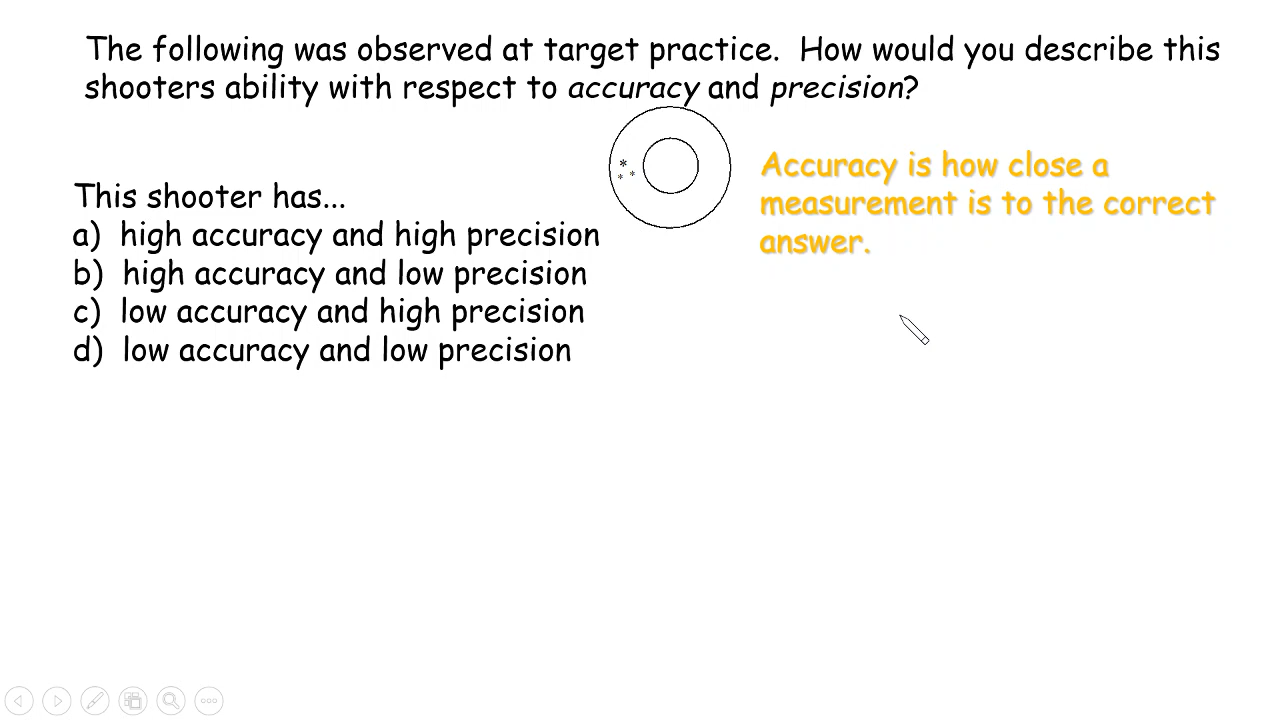 The following was observed at target practice.  How would you describe this
shooters ability with respect to accuracy and precision?
This shooter has...
a)  high accuracy and high precision
b)  high accuracy and low precision
c)  low accuracy and high precision
d)  low accuracy and low precision
* * *
Accuracy is how close a
measurement is to the correct
answer.